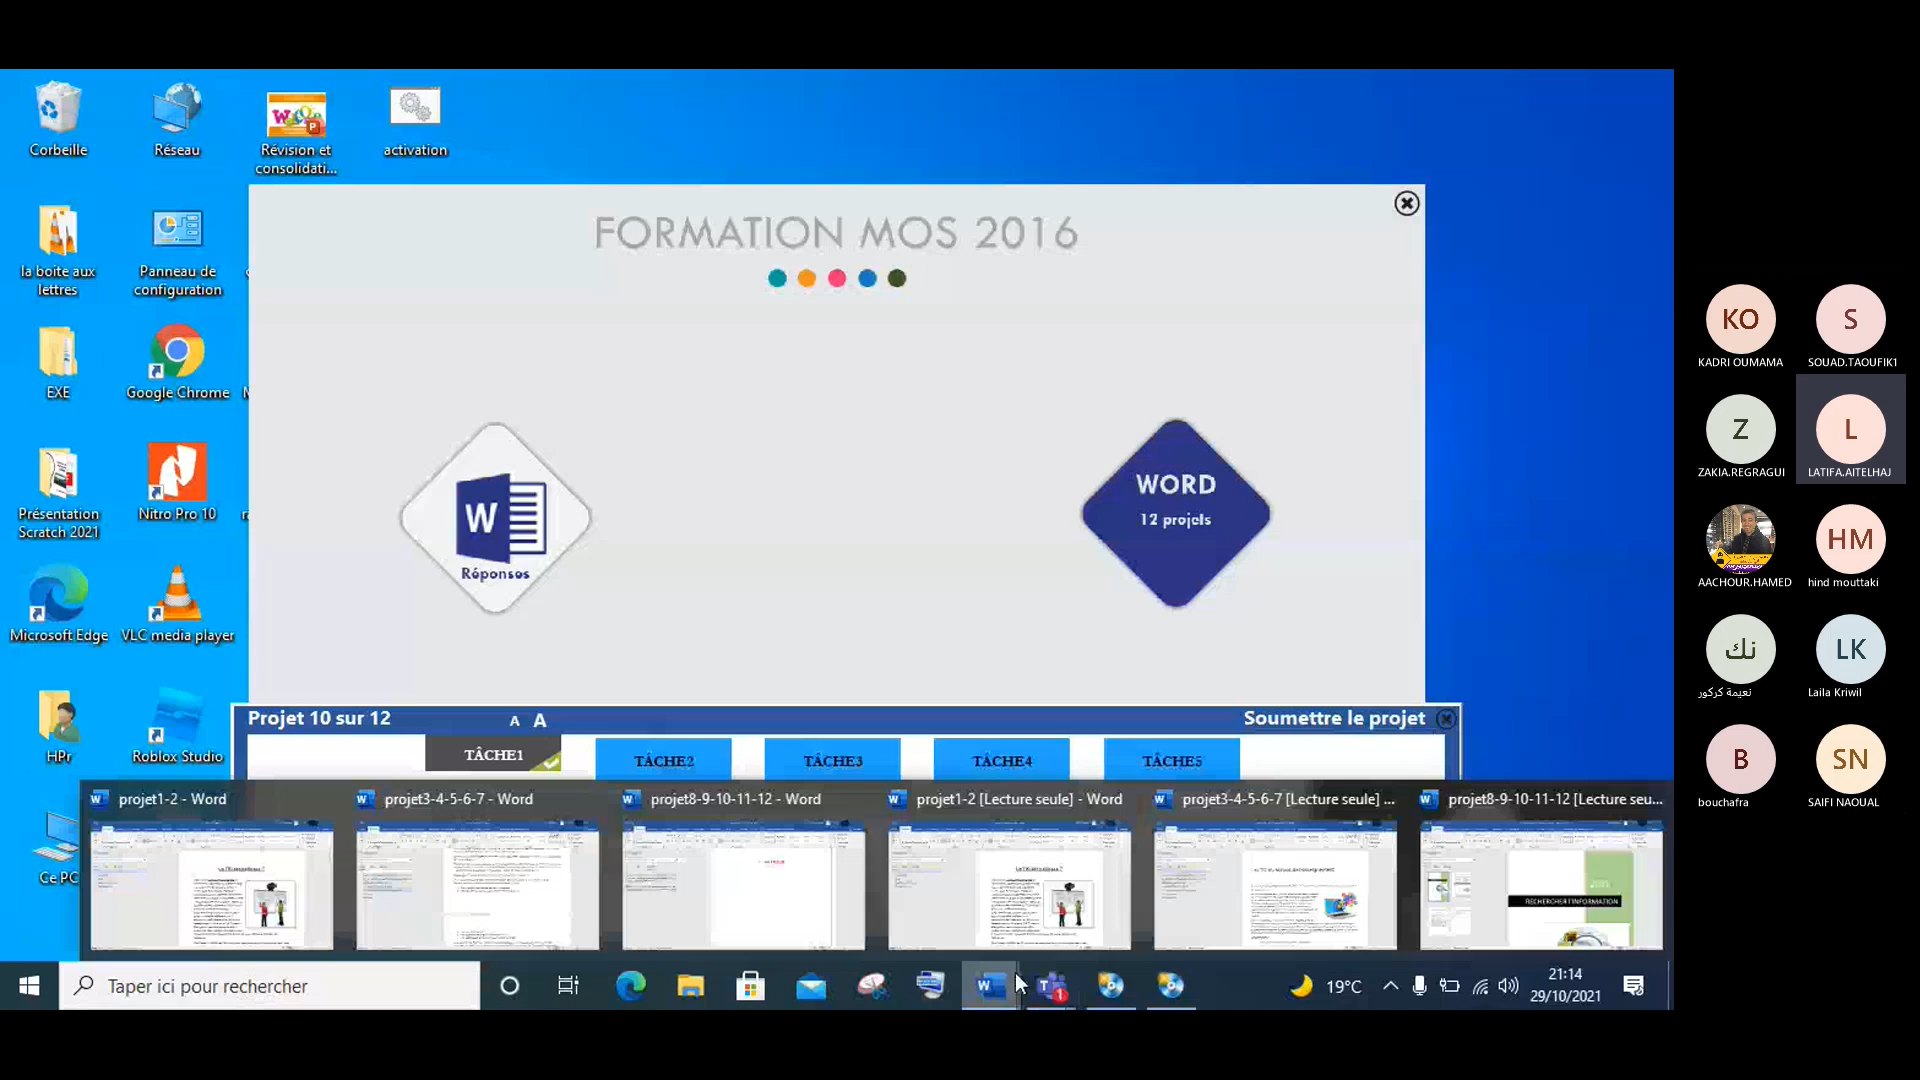 Corbeille
Réseau
Révision et
consolidati...
activation
la boite aux
lettres
Panneau de
configuration
EXE
Google Chrome
Présentation
Scratch 2021
Nitro Pro 10
Microsoft Edge
VLC media player
HPr
Roblox Studio
Ce PC
FORMATION MOS 2016
W
Réponses
WORD
12 projets
Projet 10 sur 12
A A
Soumettre le projet
TÂCHE1
TÂCHE2
TÂCHE3
TÂCHE4
TÂCHE5
projet1-2 - Word
projet3-4-5-6-7 - Word
projet8-9-10-11-12 - Word
projet1-2 [Lecture seule] - Word
projet3-4-5-6-7 [Lecture seule] ...
projet8-9-10-11-12 [Lecture seu...
RECHERCHER L'INFORMATION
Taper ici pour rechercher
19°C
21:14
29/10/2021
KO
KADRI OUMAMA
S
SOUAD.TAOUFIK1
Z
ZAKIA.REGRAGUI
L
LATIFA.AITELHAJ
AACHOUR.HAMED
HM
hind mouttaki
نك
نعيمة كركور
LK
Laila Kriwil
B
bouchafra
SN
SAIFI NAOUAL